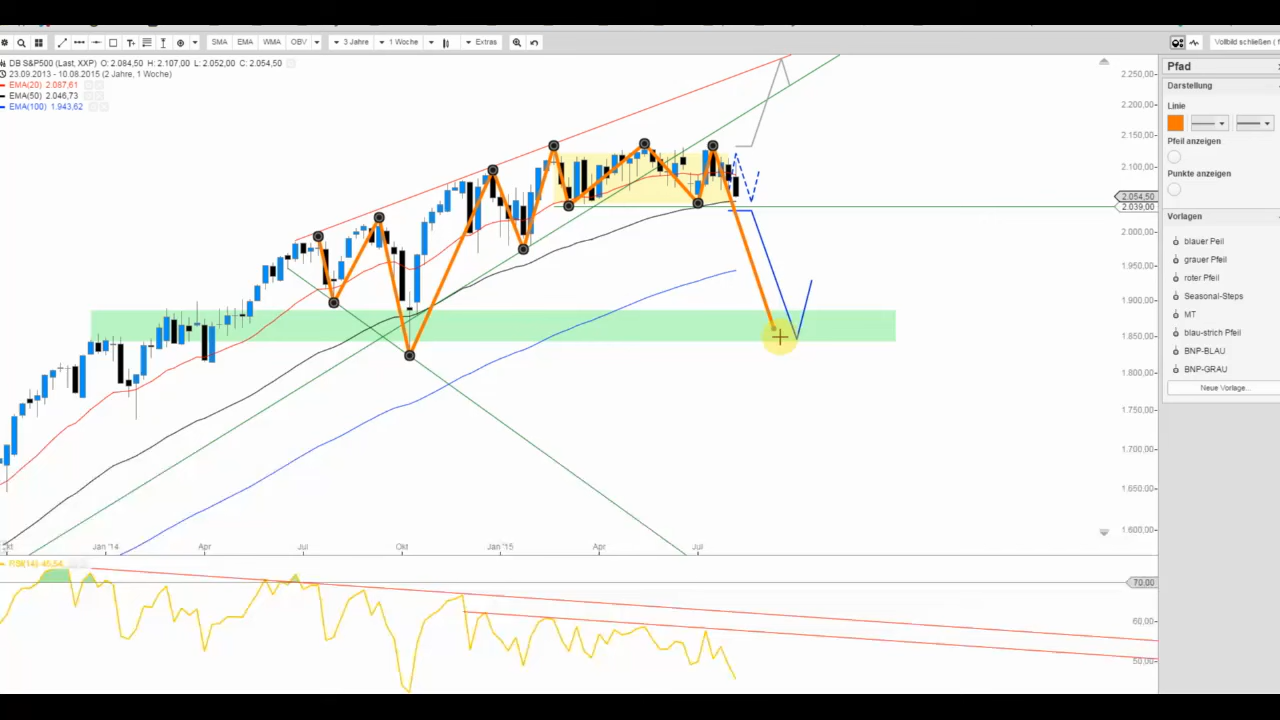 SMA EMA WMA OBV 3 Jahre 1 Woche Extras Vollbild schließen (
DB S&P500 (Last, XXP) O: 2.084,50 H: 2.107,00 L: 2.052,00 C: 2.054,50
23.09.2013 - 10.08.2015 (2 Jahre, 1 Woche)
EMA(20) 2.087,61
EMA(50) 2.046,73
EMA(100) 1.943,62
2.250,00
2.200,00
2.150,00
2.100,00
2.054,50
2.039,00
2.000,00
1.950,00
1.900,00
1.850,00
1.800,00
1.750,00
1.700,00
1.650,00
1.600,00
Jan '14 Apr Jul Okt Jan '15 Apr Jul
RSI(14) 46,54
70.00
60,00
50,00
Pfad
Darstellung
Linie
Pfeil anzeigen
Punkte anzeigen
Vorlagen
blauer Peil
grauer Pfeil
roter Pfeil
Seasonal-Steps
MT
blau-strich Pfeil
BNP-BLAU
BNP-GRAU
Neue Vorlage...